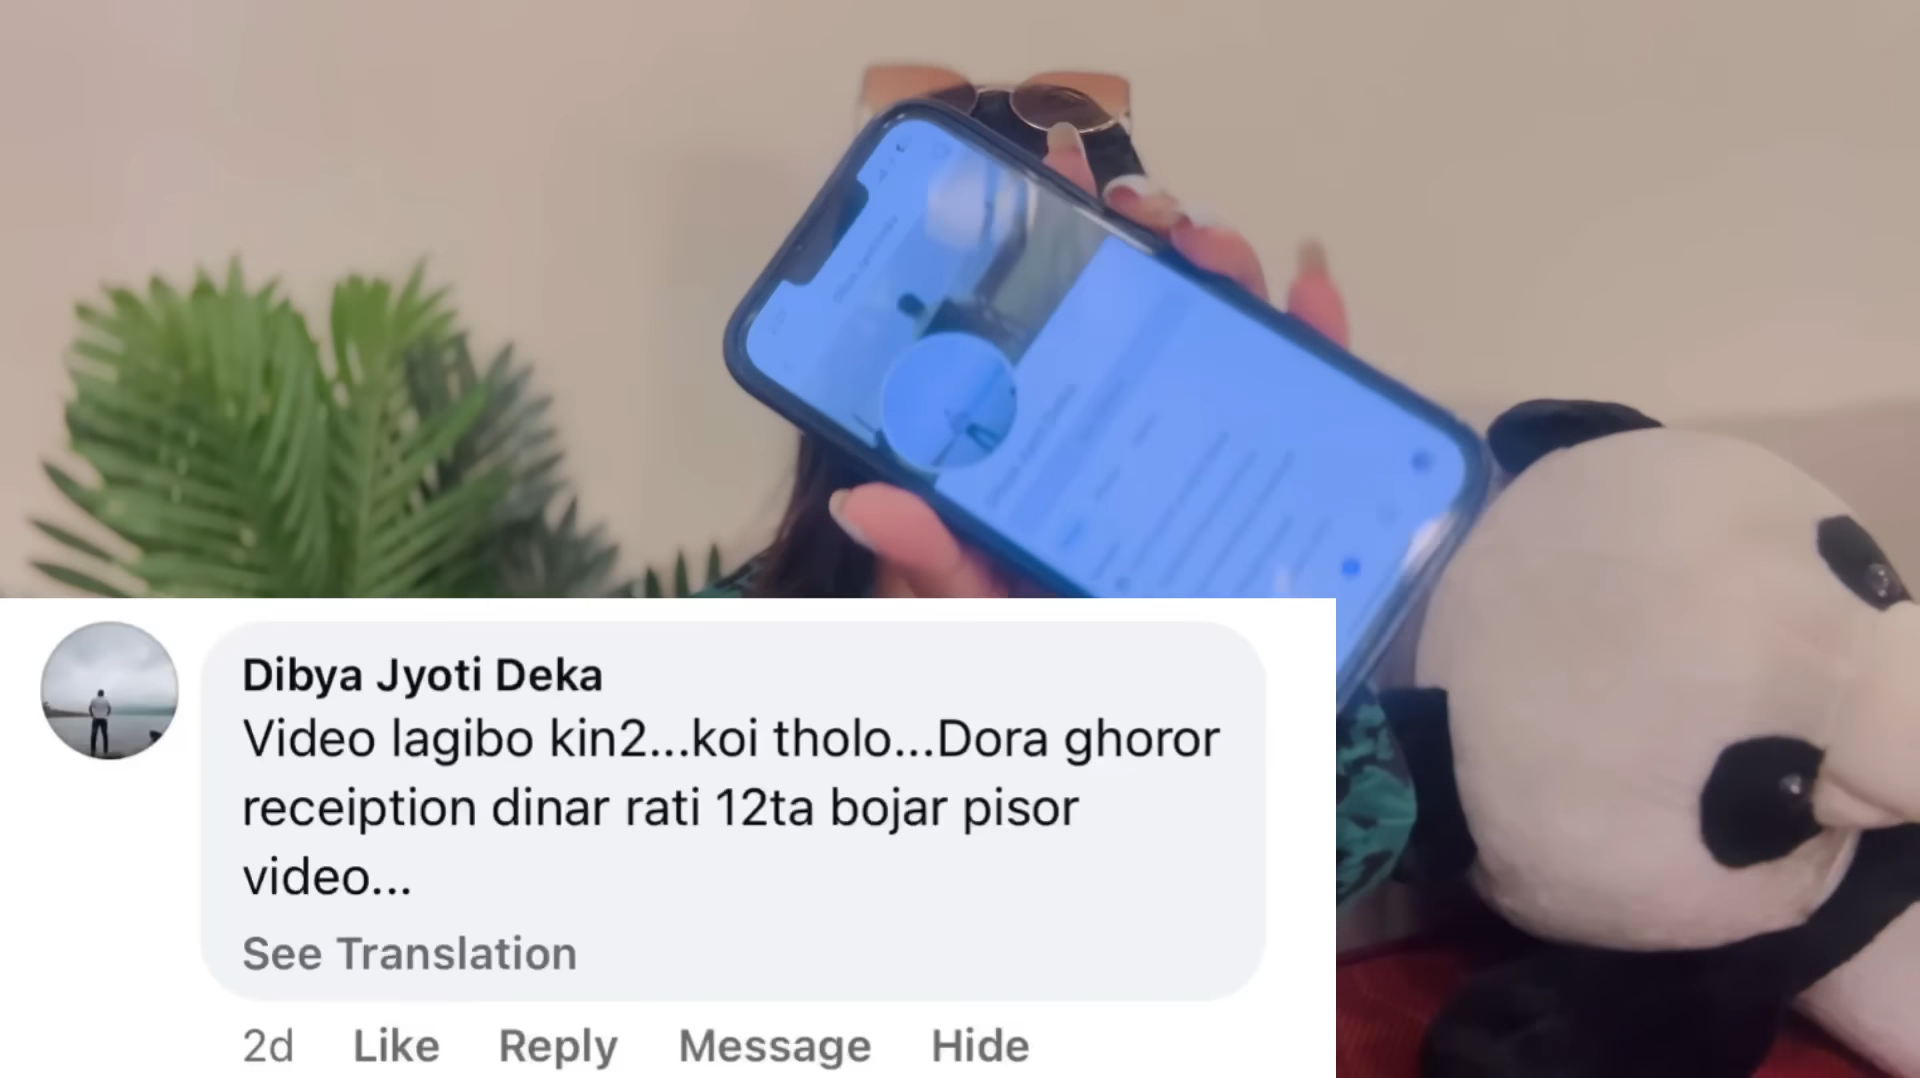 Dibya Jyoti Deka
Video lagibo kin2...koi tholo...Dora ghoror
receiption dinar rati 12ta bojar pisor
video...
See Translation
2d Like Reply Message Hide